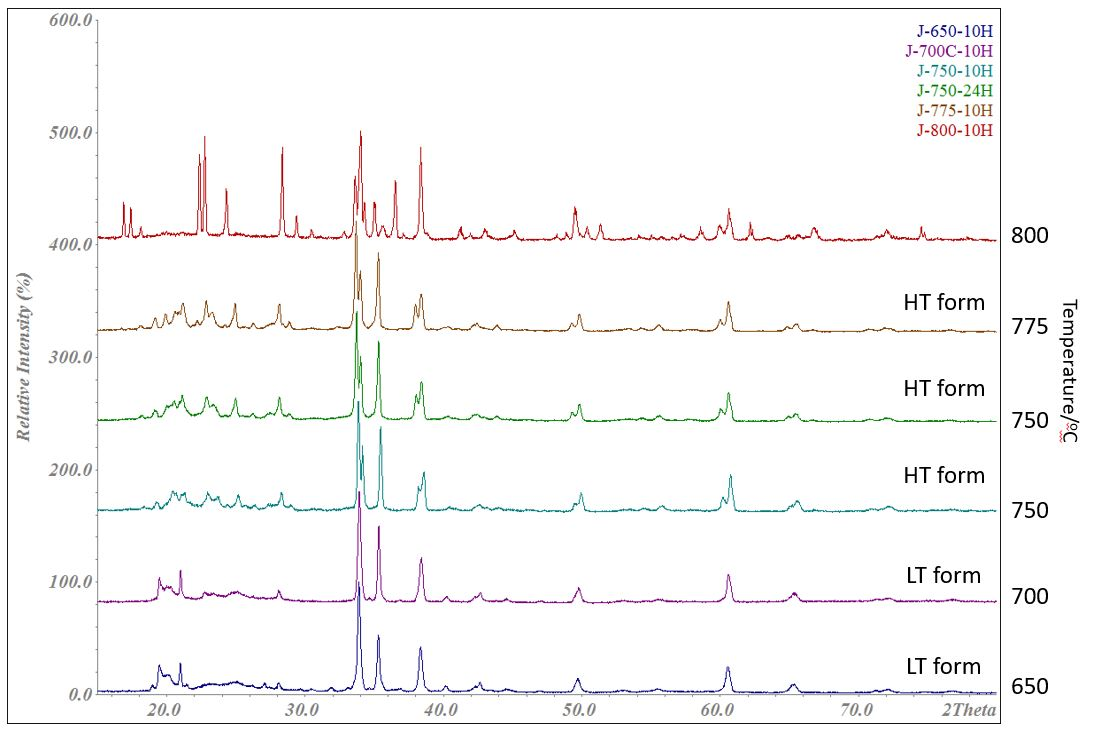 600.0
J-650-10H
J-700C-10H
J-750-10H
J-750-24H
J-775-10H
J-800-10H
500.0
400.0
800
HT form
775
300.0
HT form
750
200.0
HT form
750
100.0
LT form
700
LT form
650
0.0
20.0 30.0 40.0 50.0 60.0 70.0 2Theta
Relative Intensity (%)
Temperature/ºC